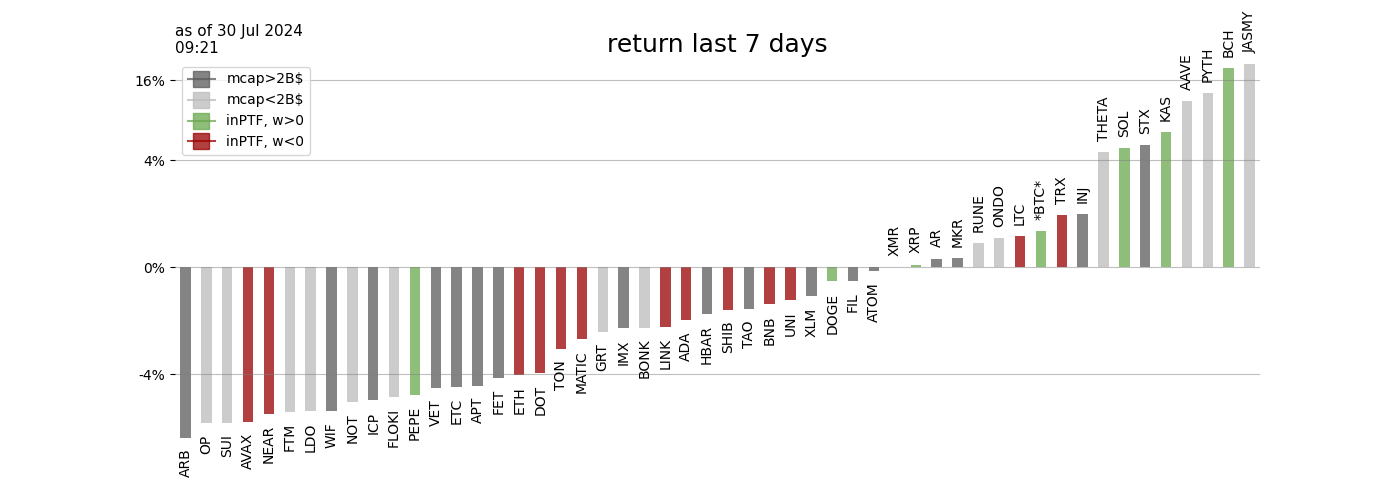 as of 30 Jul 2024
09:21
return last 7 days
mcap>2B$
mcap<2B$
inPTF, w>0
inPTF, w<0
16%
4%
0%
-4%
ARB
OP
SUI
AVAX
NEAR
FTM
LDO
WIF
NOT
ICP
FLOKI
PEPE
VET
ETC
APT
FET
ETH
DOT
TON
MATIC
GRT
IMX
BONK
LINK
ADA
HBAR
SHIB
TAO
BNB
UNI
XLM
DOGE
FIL
ATOM
XMR
XRP
AR
MKR
RUNE
ONDO
LTC
*BTC*
TRX
INJ
THETA
SOL
STX
KAS
AAVE
PYTH
BCH
JASMY